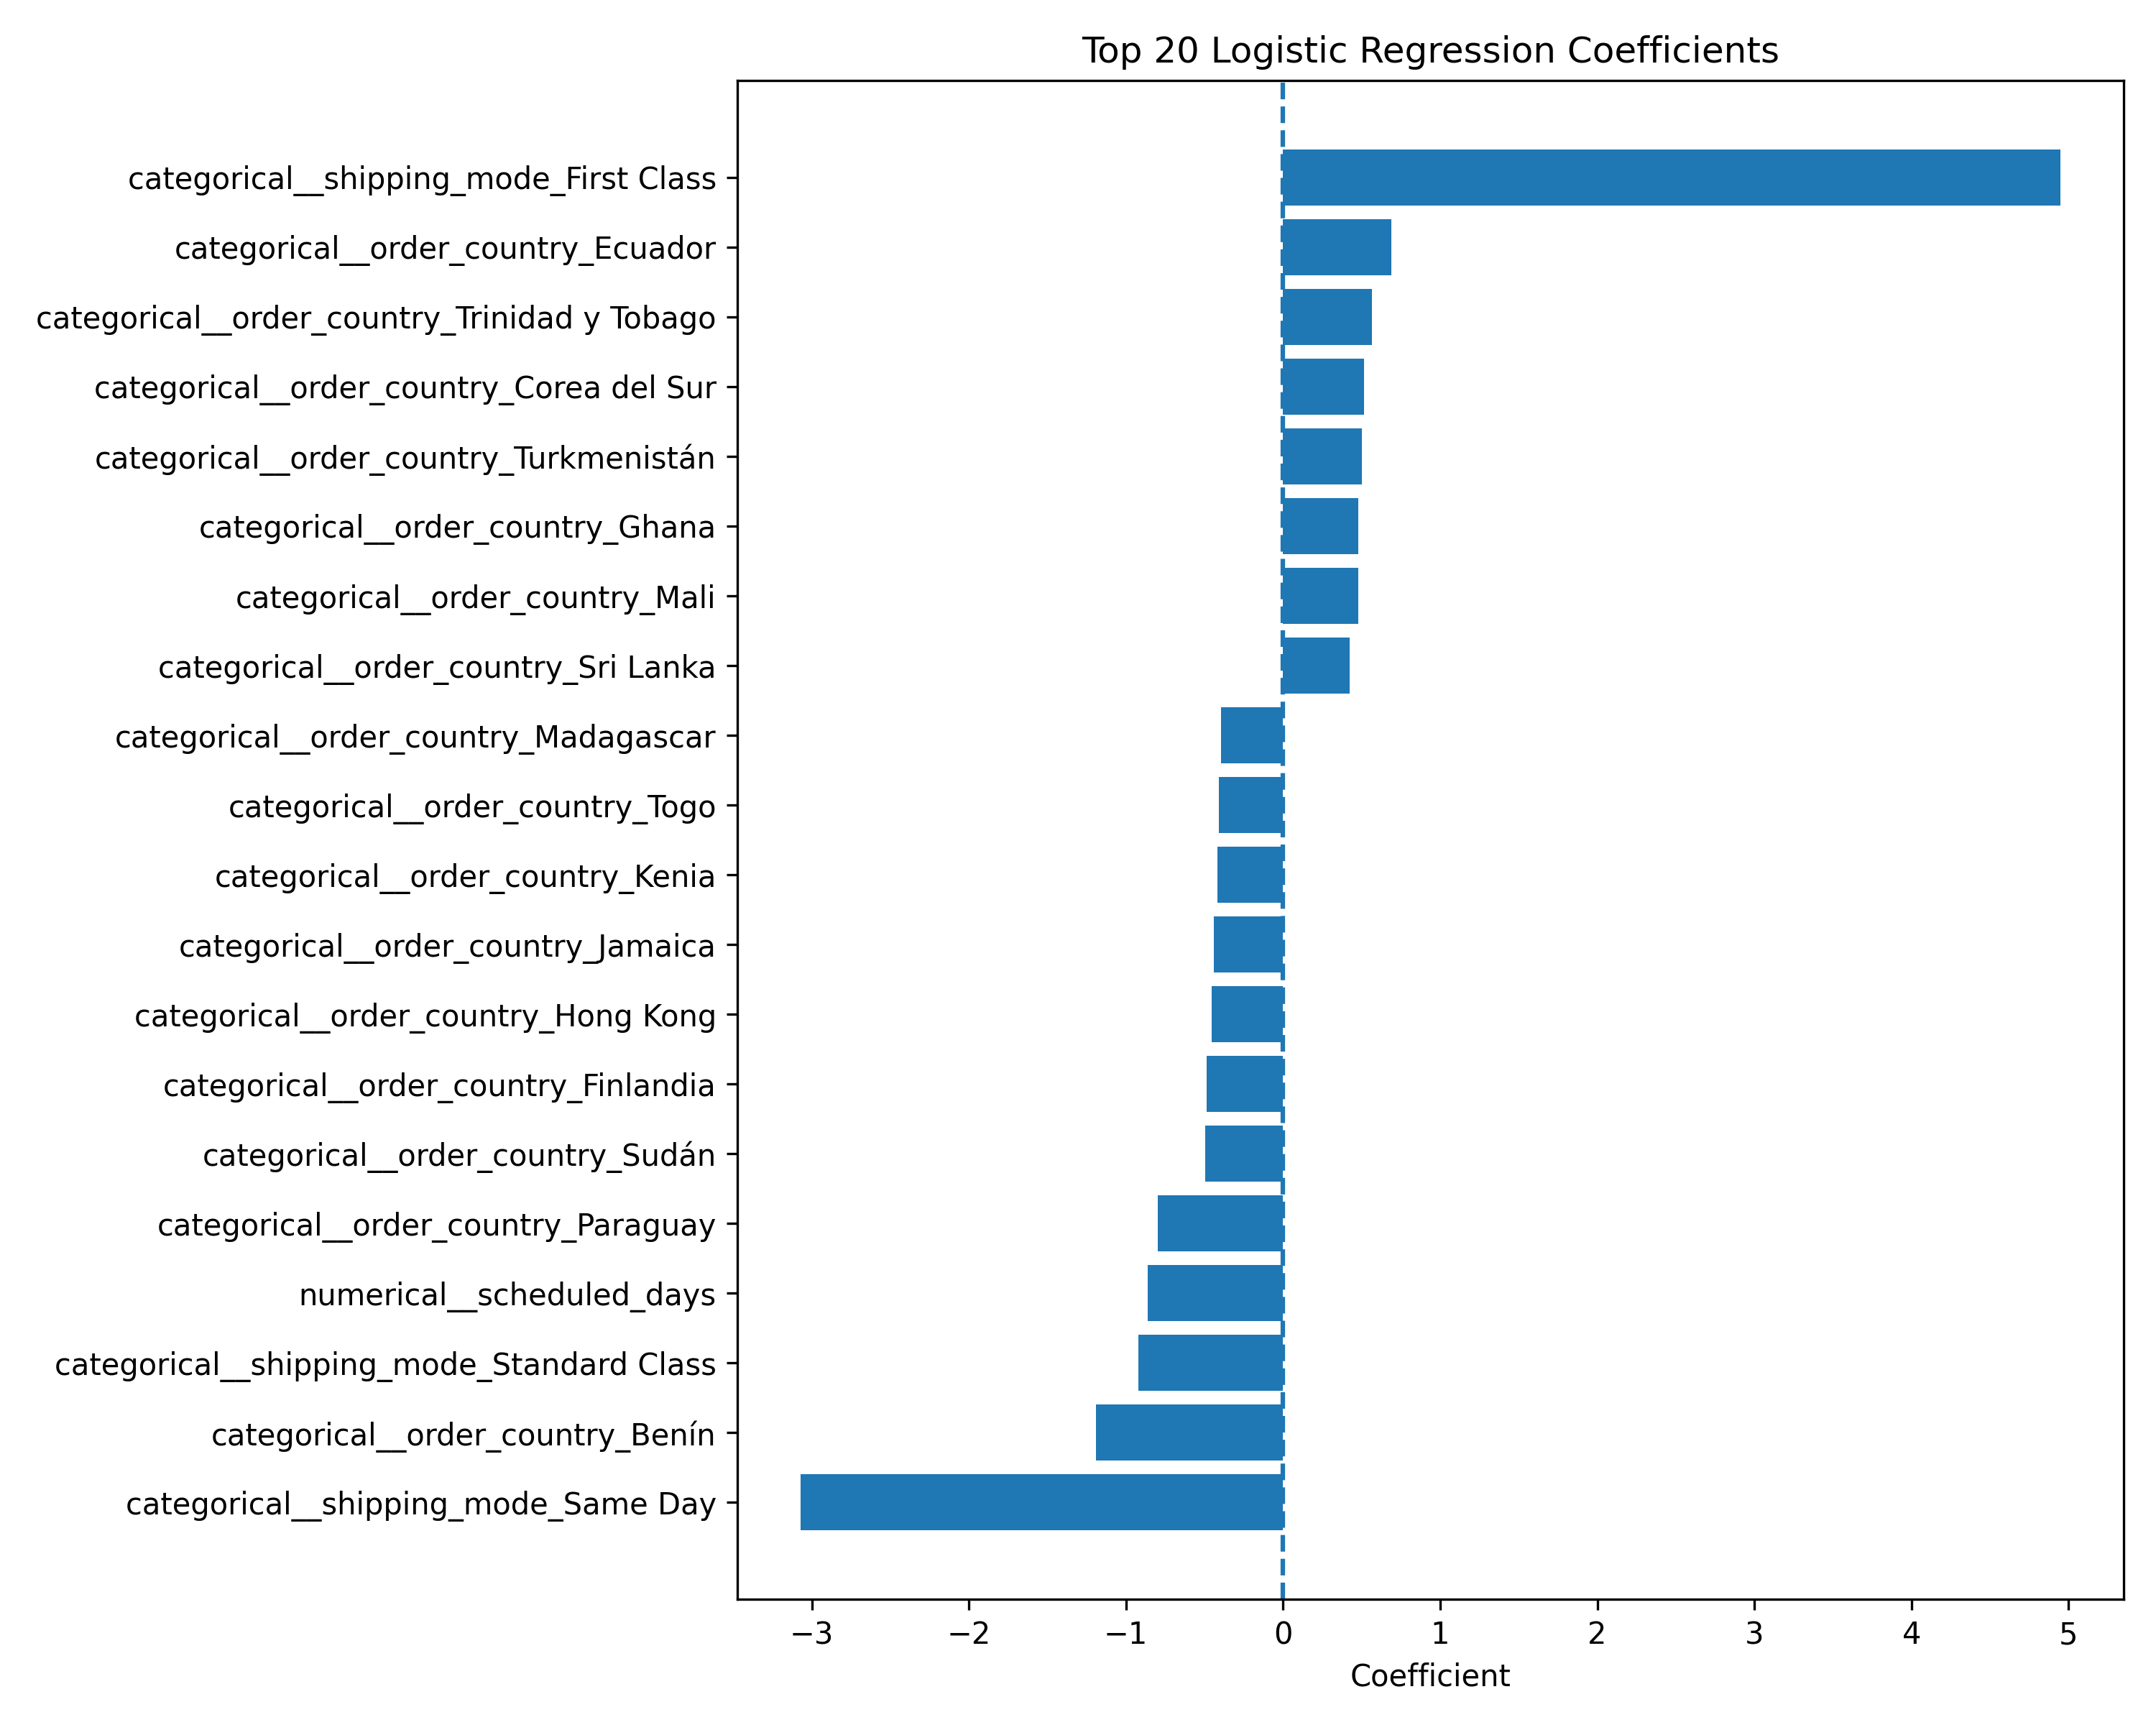 Top 20 Logistic Regression Coefficients
categorical__shipping_mode_First Class
categorical__order_country_Ecuador
categorical__order_country_Trinidad y Tobago
categorical__order_country_Corea del Sur
categorical__order_country_Turkmenistán
categorical__order_country_Ghana
categorical__order_country_Mali
categorical__order_country_Sri Lanka
categorical__order_country_Madagascar
categorical__order_country_Togo
categorical__order_country_Kenia
categorical__order_country_Jamaica
categorical__order_country_Hong Kong
categorical__order_country_Finlandia
categorical__order_country_Sudán
categorical__order_country_Paraguay
numerical__scheduled_days
categorical__shipping_mode_Standard Class
categorical__order_country_Benín
categorical__shipping_mode_Same Day
−3 −2 −1 0 1 2 3 4 5
Coefficient